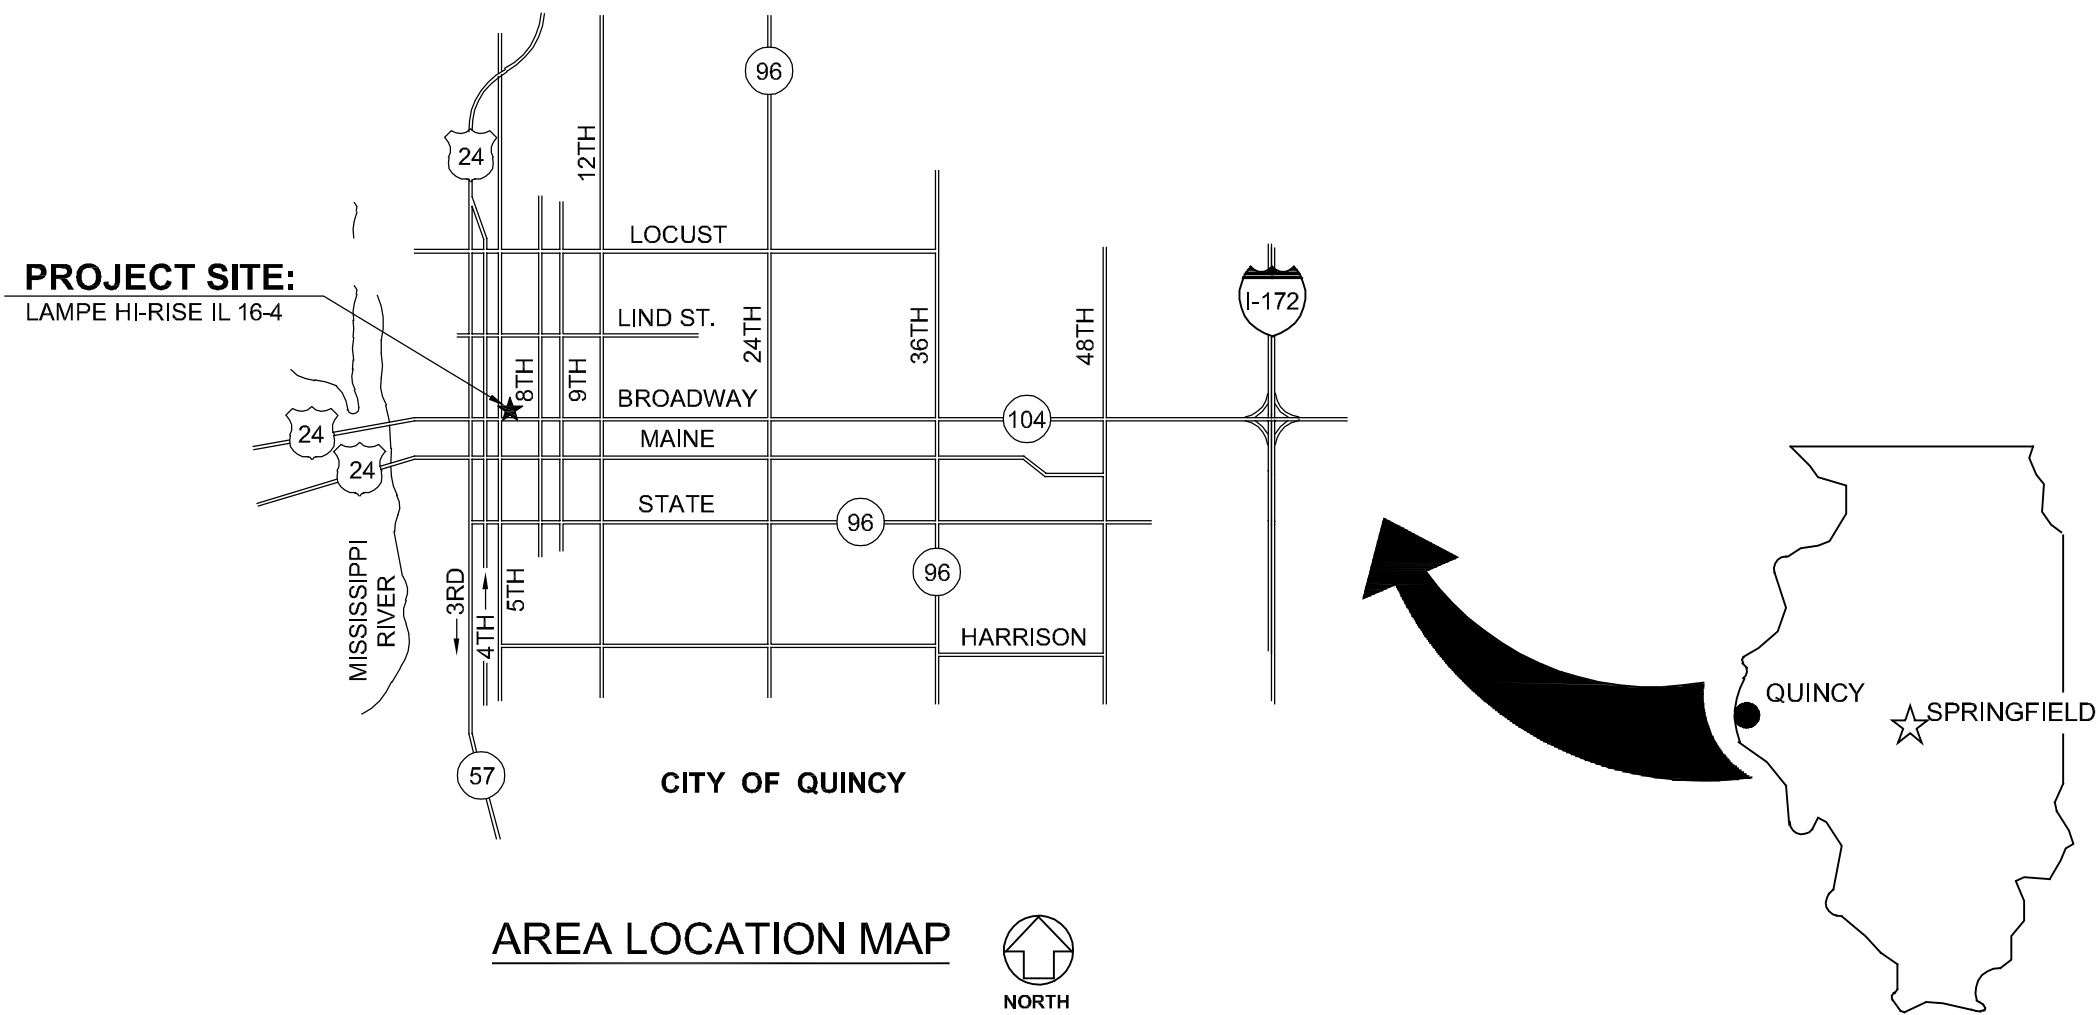 96
24
12TH
LOCUST
PROJECT SITE:
LAMPE HI-RISE IL 16-4
I-172
LIND ST.
24TH
36TH
48TH
8TH
9TH
BROADWAY
104
24
MAINE
24
STATE
96
96
MISSISSIPPI
RIVER
3RD
4TH
5TH
HARRISON
57
CITY OF QUINCY
QUINCY
SPRINGFIELD
AREA LOCATION MAP
NORTH